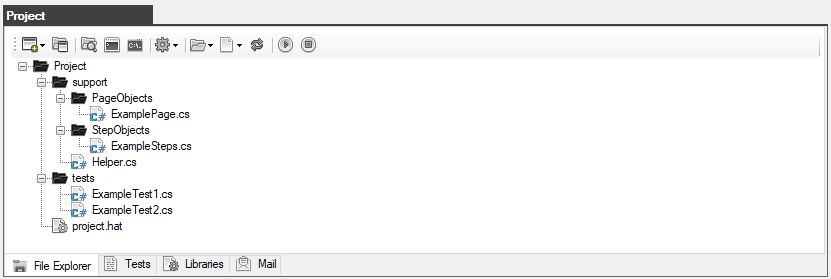 Project
Project
support
PageObjects
ExamplePage.cs
StepObjects
ExampleSteps.cs
Helper.cs
tests
ExampleTest1.cs
ExampleTest2.cs
project.hat
File Explorer Tests Libraries Mail